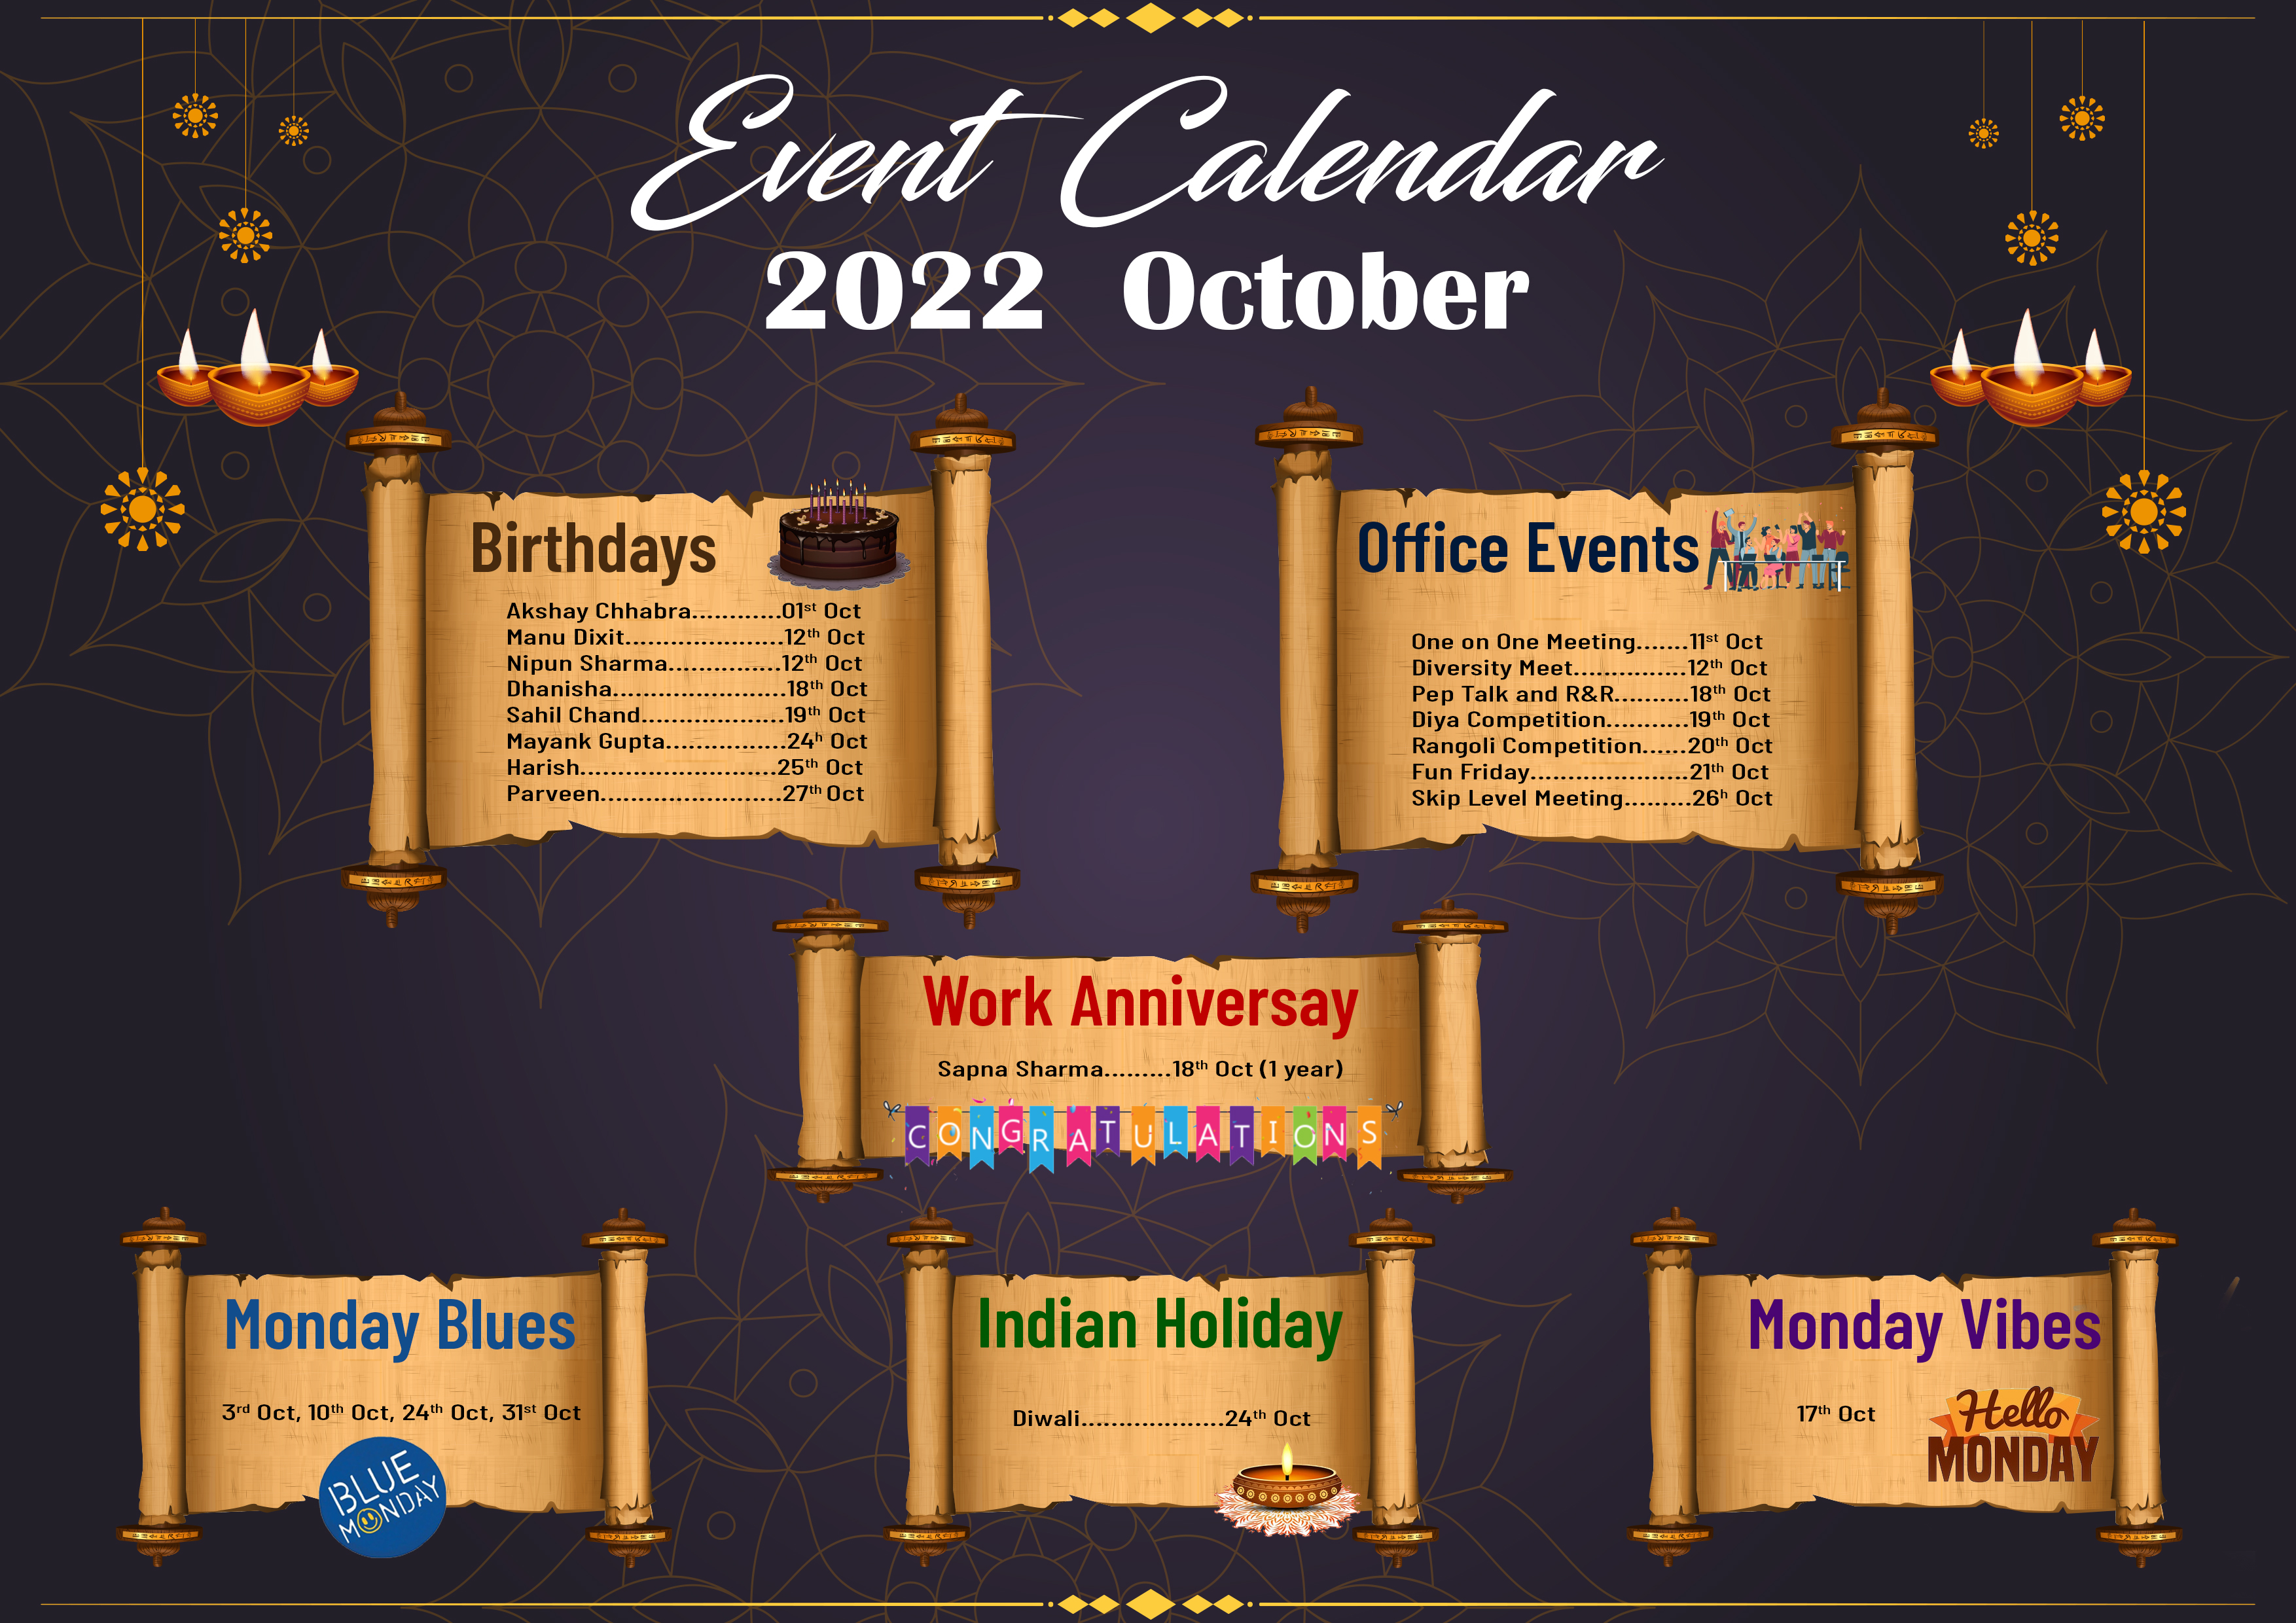 Event Calendar
2022 October
Birthdays
Akshay Chhabra............01st Oct
Manu Dixit.....................12th Oct
Nipun Sharma...............12th Oct
Dhanisha.......................18th Oct
Sahil Chand...................19th Oct
Mayank Gupta................24h Oct
Harish..........................25th Oct
Parveen........................27th Oct
Office Events
One on One Meeting.......11st Oct
Diversity Meet...............12th Oct
Pep Talk and R&R..........18th Oct
Diya Competition...........19th Oct
Rangoli Competition......20th Oct
Fun Friday.....................21th Oct
Skip Level Meeting.........26h Oct
Work Anniversay
Sapna Sharma.........18th Oct (1 year)
CONGRATULATIONS
Monday Blues
3rd Oct, 10th Oct, 24th Oct, 31st Oct
BLUE
MONDAY
Indian Holiday
Diwali...................24th Oct
Monday Vibes
17th Oct
Hello
MONDAY